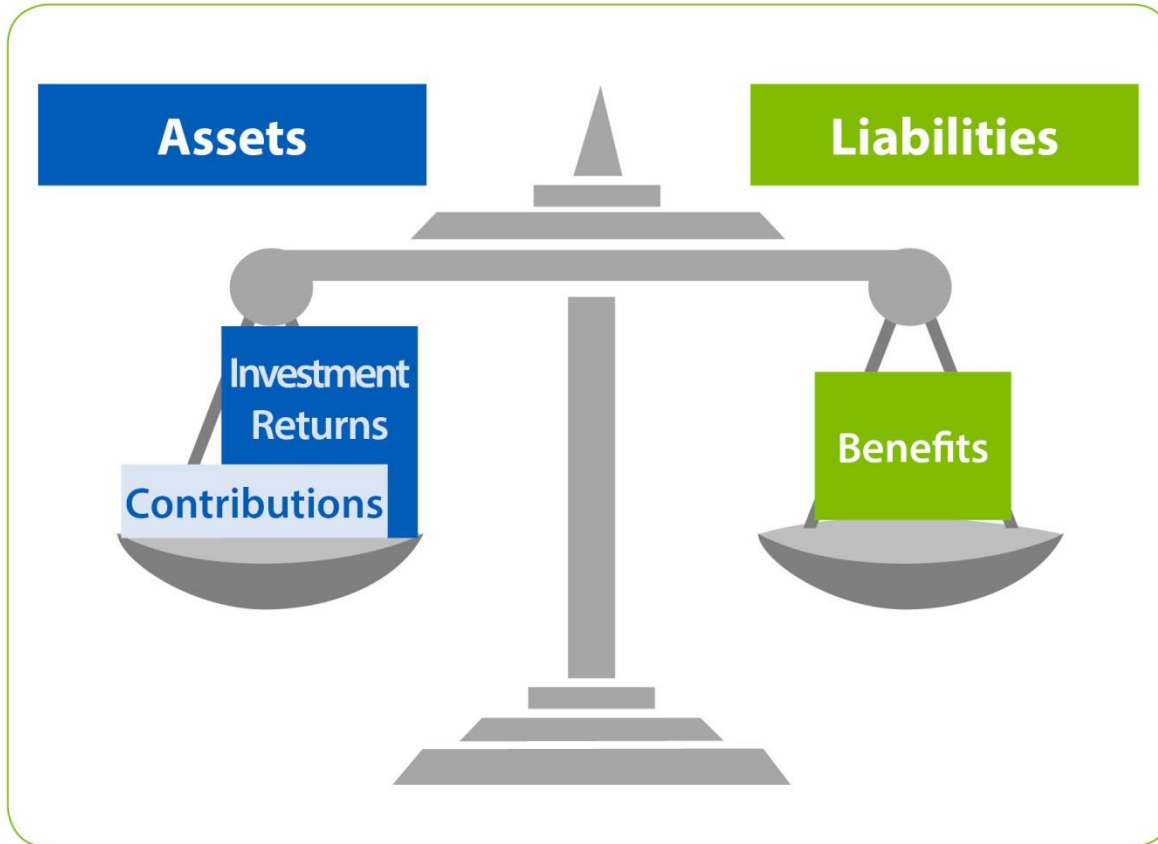 Assets
Liabilities
Investment
Returns
Contributions
Benefits